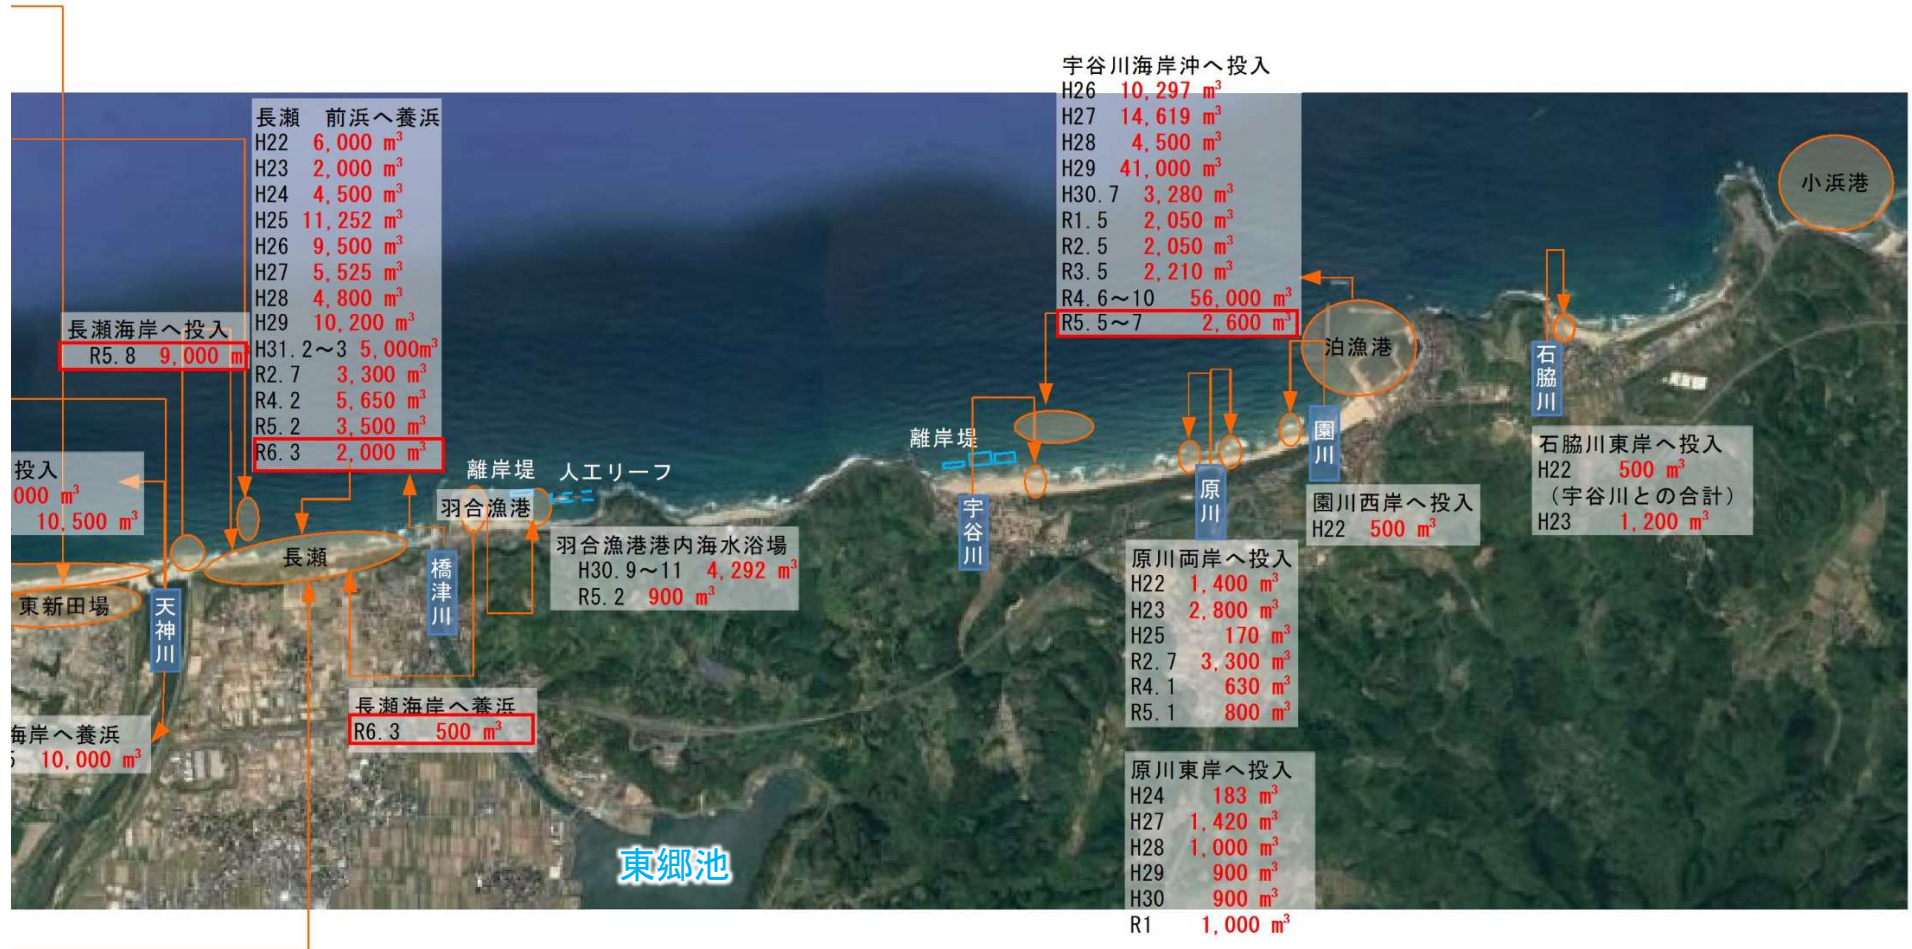 宇谷川海岸沖へ投入
H26 10,297 m³
H27 14,619 m³
H28 4,500 m³
H29 41,000 m³
H30.7 3,280 m³
R1.5 2,050 m³
R2.5 2,050 m³
R3.5 2,210 m³
R4.6～10 56,000 m³
R5.5～7 2,600 m³
長瀬 前浜へ養浜
H22 6,000 m³
H23 2,000 m³
H24 4,500 m³
H25 11,252 m³
H26 9,500 m³
H27 5,525 m³
H28 4,800 m³
H29 10,200 m³
H31.2～3 5,000m³
R2.7 3,300 m³
R4.2 5,650 m³
R5.2 3,500 m³
R6.3 2,000 m³
長瀬海岸へ投入
R5.8 9,000 m
小浜港
泊漁港
石脇川
石脇川東岸へ投入
H22 500 m³
（宇谷川との合計）
H23 1,200 m³
園川
園川西岸へ投入
H22 500 m³
離岸堤
宇谷川
原川
原川両岸へ投入
H22 1,400 m³
H23 2,800 m³
H25 170 m³
R2.7 3,300 m³
R4.1 630 m³
R5.1 800 m³
原川東岸へ投入
H24 183 m³
H27 1,420 m³
H28 1,000 m³
H29 900 m³
H30 900 m³
R1 1,000 m³
離岸堤
人工リーフ
羽合漁港
羽合漁港港内海水浴場
H30.9～11 4,292 m³
R5.2 900 m³
投入
000 m³
10,500 m³
長瀬
橋津川
東新田場
天神川
長瀬海岸へ養浜
R6.3 500 m³
海岸へ養浜
10,000 m³
東郷池